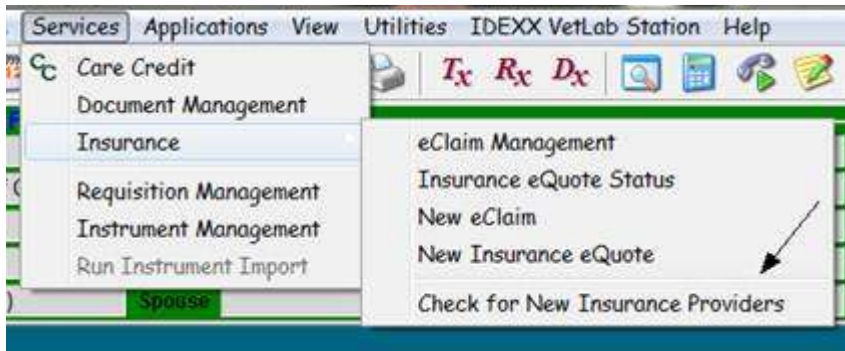 Services Applications View Utilities IDEXX VetLab Station Help
Tx Rx Dx
CC Care Credit
Document Management
Insurance
Requisition Management
Instrument Management
Run Instrument Import
eClaim Management
Insurance eQuote Status
New eClaim
New Insurance eQuote
Check for New Insurance Providers
Spouse